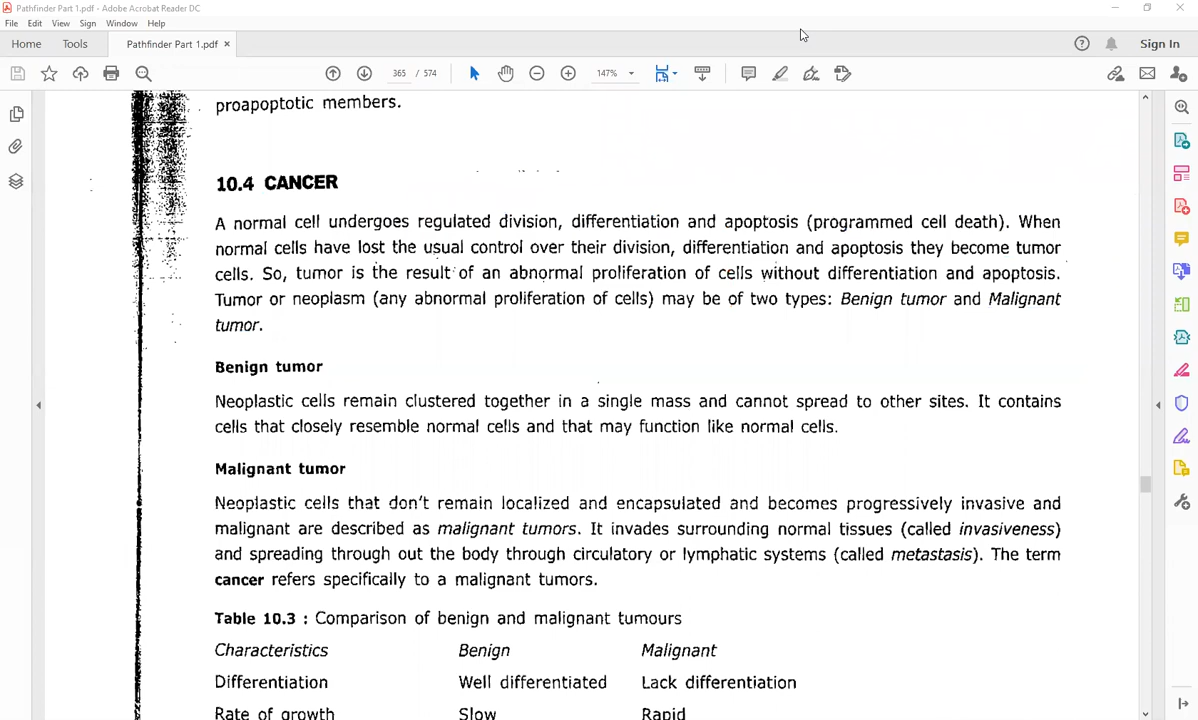 Pathfinder Part 1.pdf - Adobe Acrobat Reader DC
File Edit View Sign Window Help
Home Tools Pathfinder Part 1.pdf × Sign In
365 / 574 147%
proapoptotic members.
10.4 CANCER
A normal cell undergoes regulated division, differentiation and apoptosis (programmed cell death). When
normal cells have lost the usual control over their division, differentiation and apoptosis they become tumor
cells. So, tumor is the result of an abnormal proliferation of cells without differentiation and apoptosis.
Tumor or neoplasm (any abnormal proliferation of cells) may be of two types: Benign tumor and Malignant
tumor.
Benign tumor
Neoplastic cells remain clustered together in a single mass and cannot spread to other sites. It contains
cells that closely resemble normal cells and that may function like normal cells.
Malignant tumor
Neoplastic cells that don't remain localized and encapsulated and becomes progressively invasive and
malignant are described as malignant tumors. It invades surrounding normal tissues (called invasiveness)
and spreading through out the body through circulatory or lymphatic systems (called metastasis). The term
cancer refers specifically to a malignant tumors.
Table 10.3 : Comparison of benign and malignant tumours
Characteristics Benign Malignant
Differentiation Well differentiated Lack differentiation
Rate of growth Slow Rapid